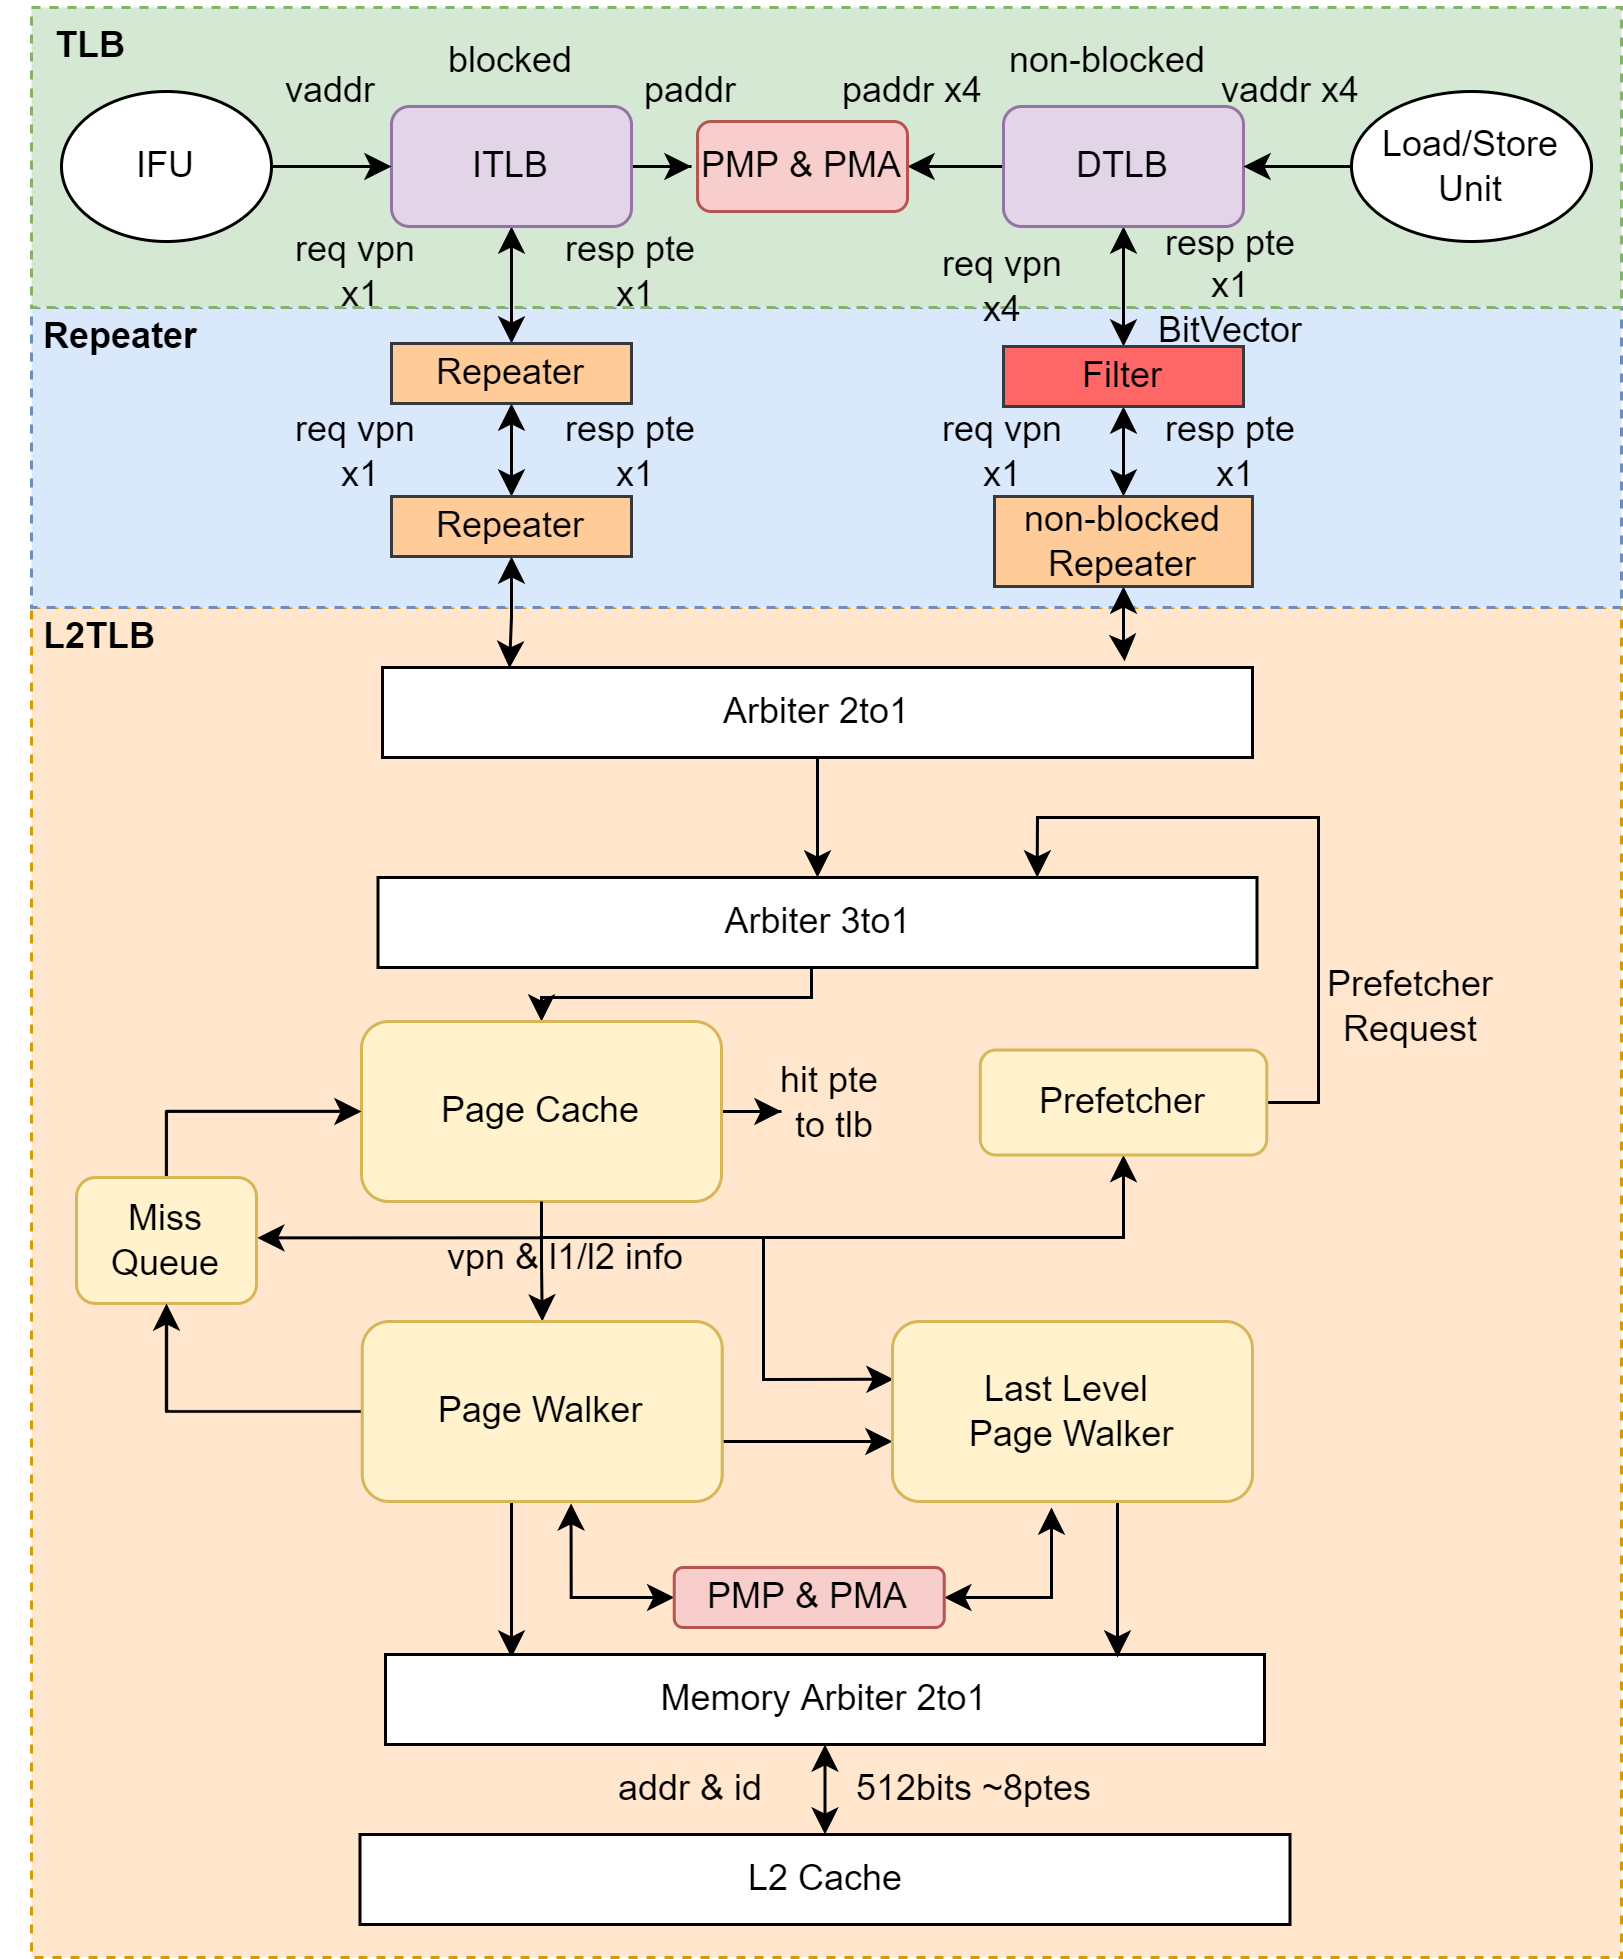 TLB
blocked
non-blocked
vaddr
paddr
paddr x4
vaddr x4
IFU
ITLB
PMP & PMA
DTLB
Load/Store
Unit
req vpn
x1
resp pte
x1
req vpn
x4
resp pte
x1
BitVector
Repeater
Repeater
Filter
req vpn
x1
resp pte
x1
req vpn
x1
resp pte
x1
Repeater
non-blocked
Repeater
L2TLB
Arbiter 2to1
Arbiter 3to1
Prefetcher
Request
Page Cache
hit pte
to tlb
Prefetcher
Miss
Queue
vpn & l1/l2 info
Page Walker
Last Level
Page Walker
PMP & PMA
Memory Arbiter 2to1
addr & id
512bits ~8ptes
L2 Cache